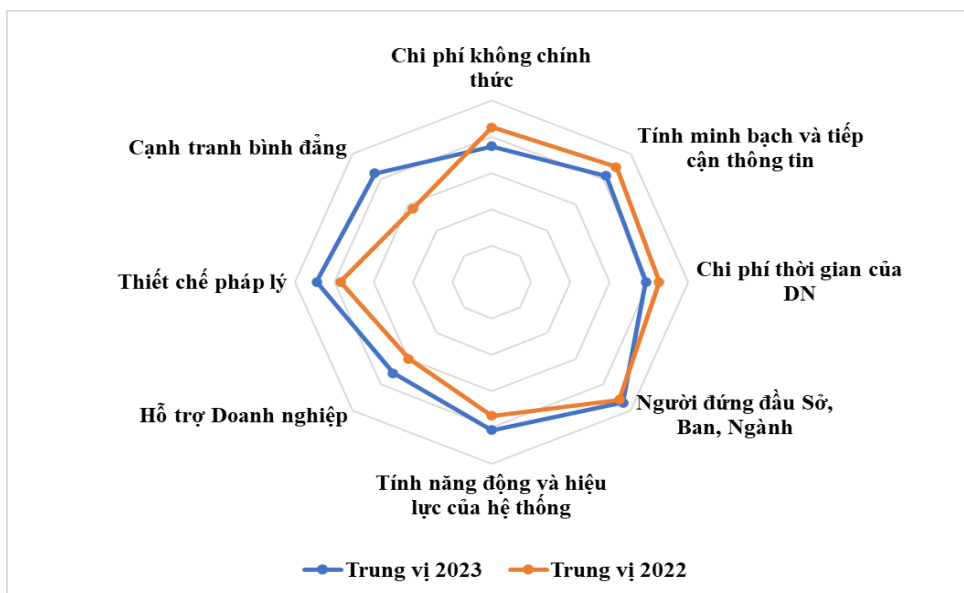 Chi phí không chính
thức
Cạnh tranh bình đẳng
Tính minh bạch và tiếp
cận thông tin
Thiết chế pháp lý
Chi phí thời gian của
DN
Hỗ trợ Doanh nghiệp
Người đứng đầu Sở,
Ban, Ngành
Tính năng động và hiệu
lực của hệ thống
Trung vị 2023
Trung vị 2022